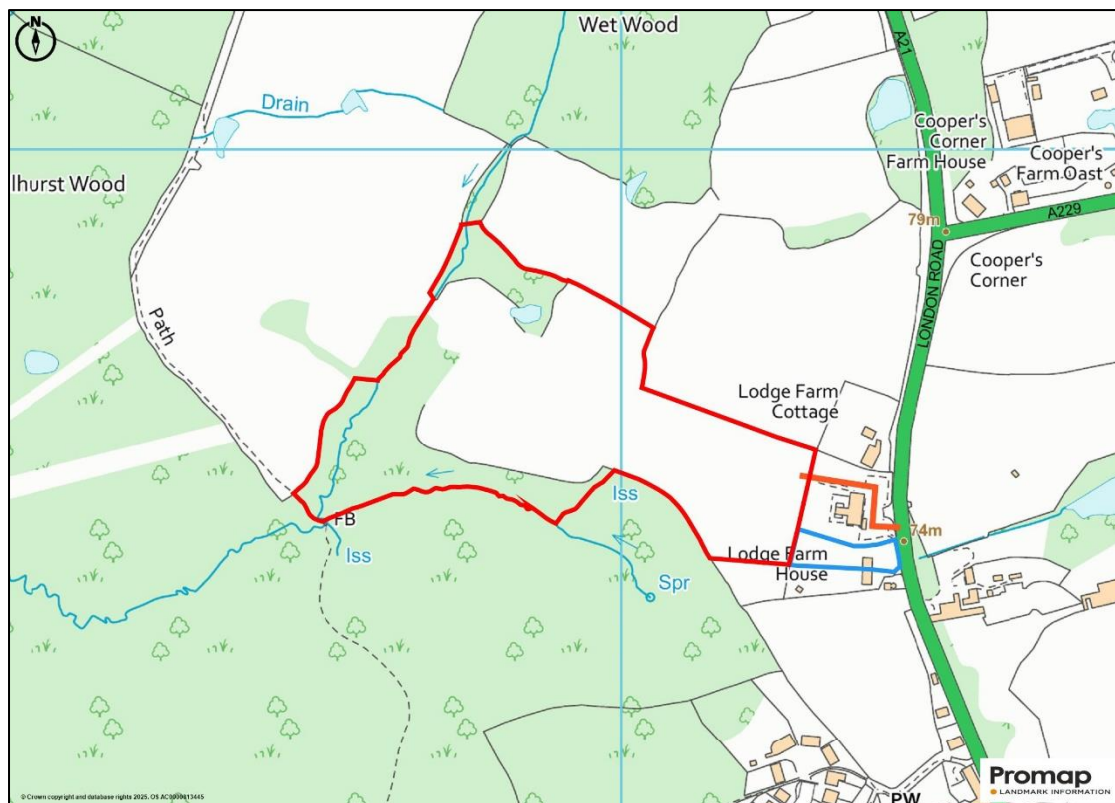 N
Wet Wood
A21
Drain
Cooper's
Corner
Farm House
Cooper's
Farm Oast
lhurst Wood
A229
79m
Cooper's
Corner
Path
LONDON ROAD
Lodge Farm
Cottage
Iss
FB
Iss
74m
Lodge Farm
House
Spr
PW
Promap
LANDMARK INFORMATION
© Crown copyright and database rights 2025. OS AC0000813445